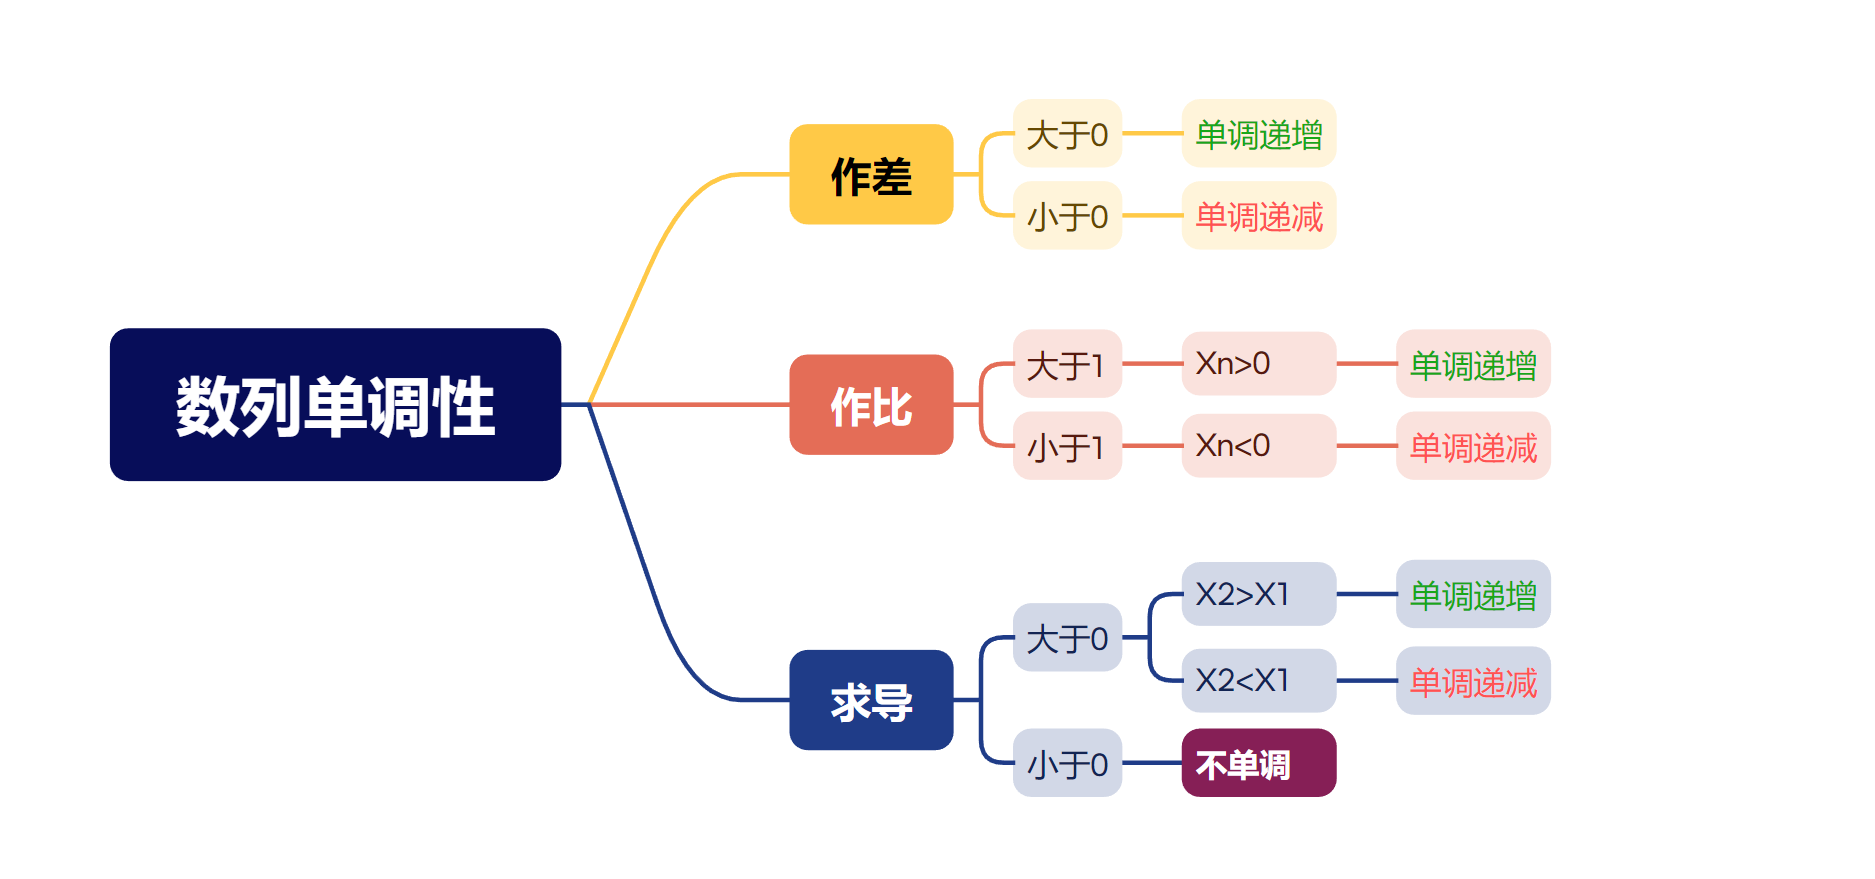 数列单调性
作差
大于0
单调递增
小于0
单调递减
作比
大于1
Xn>0
单调递增
小于1
Xn<0
单调递减
求导
大于0
X2>X1
单调递增
X2<X1
单调递减
小于0
不单调